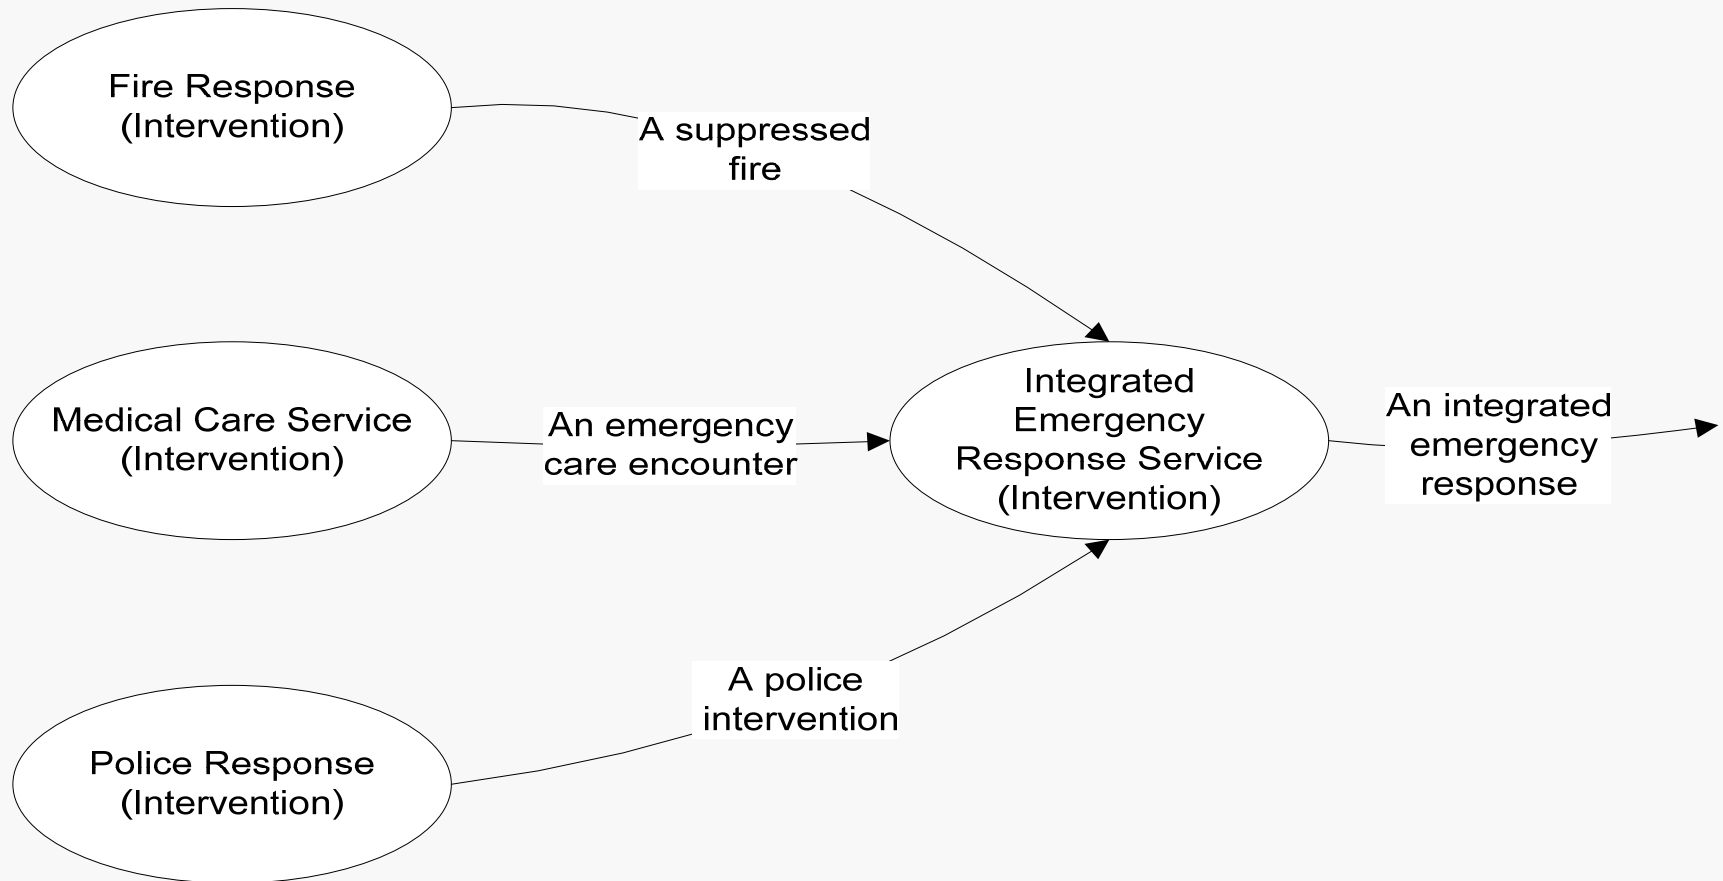 Fire Response
(Intervention)
A suppressed
fire
Medical Care Service
(Intervention)
An emergency
care encounter
Integrated
Emergency
Response Service
(Intervention)
An integrated
emergency
response
A police
intervention
Police Response
(Intervention)